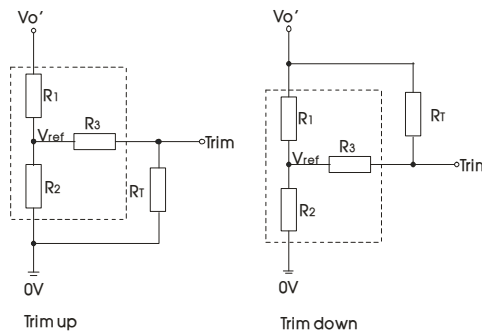 Vo'
R1
Vref
R3
Trim
R2
RT
0V
Trim up
Vo'
R1
RT
Vref
R3
Trim
R2
0V
Trim down